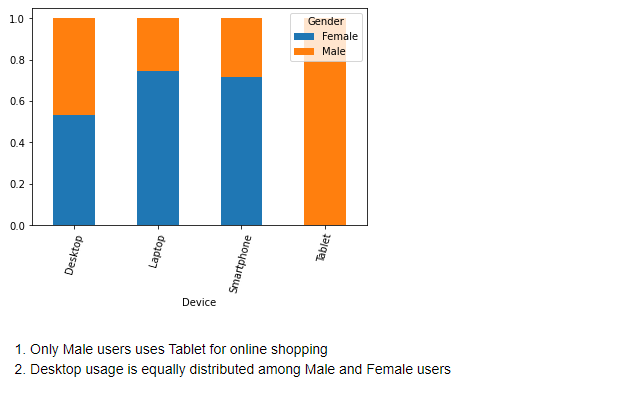 1.0
Gender
Female
Male
0.8
0.6
0.4
0.2
0.0
Desktop
Laptop
Smartphone
Tablet
Device
1. Only Male users uses Tablet for online shopping
2. Desktop usage is equally distributed among Male and Female users